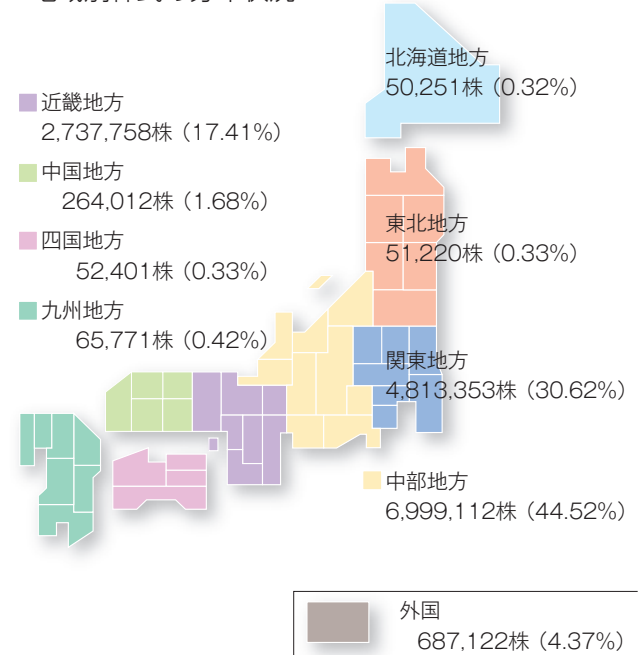 北海道地方
50,251株（0.32%）
近畿地方
2,737,758株（17.41%）
中国地方
264,012株（1.68%）
四国地方
52,401株（0.33%）
九州地方
65,771株（0.42%）
東北地方
51,220株（0.33%）
関東地方
4,813,353株（30.62%）
中部地方
6,999,112株（44.52%）
外国
687,122株（4.37%）